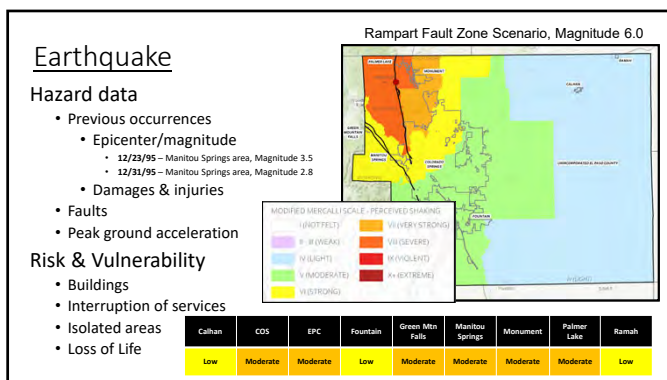 Rampart Fault Zone Scenario, Magnitude 6.0
Earthquake
Hazard data
• Previous occurrences
• Epicenter/magnitude
• 12/23/95 – Manitou Springs area, Magnitude 3.5
• 12/31/95 – Manitou Springs area, Magnitude 2.8
• Damages & injuries
• Faults
• Peak ground acceleration
Risk & Vulnerability
• Buildings
• Interruption of services
• Isolated areas
• Loss of Life
PALMER LAKE
MONUMENT
RAMAH
CALHAN
GREEN MOUNTAIN FALLS
MANITOU SPRINGS
COLORADO SPRINGS
UNINCORPORATED EL PASO COUNTY
FOUNTAIN
MODIFIED MERCALLI SCALE - PERCEIVED SHAKING
I (NOT FELT)
II - III (WEAK)
IV (LIGHT)
V (MODERATE)
VI (STRONG)
VII (VERY STRONG)
VIII (SEVERE)
IX (VIOLENT)
X+ (EXTREME)
Calhan COS EPC Fountain Green Mtn Falls Manitou Springs Monument Palmer Lake Ramah
Low Moderate Moderate Low Moderate Moderate Moderate Moderate Low